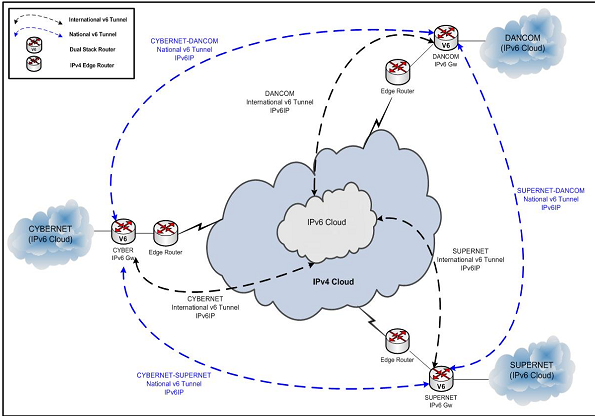 International v6 Tunnel
National v6 Tunnel
V6
Dual Stack Router
IPv4 Edge Router
CYBERNET-DANCOM
National v6 Tunnel
IPv6IP
V6
DANCOM
IPv6 Gw
DANCOM
(IPv6 Cloud)
Edge Router
DANCOM
International v6 Tunnel
IPv6IP
SUPERNET-DANCOM
National v6 Tunnel
IPv6IP
CYBERNET
(IPv6 Cloud)
V6
CYBER
IPv6 Gw
Edge Router
IPv6 Cloud
IPv4 Cloud
SUPERNET
International v6 Tunnel
IPv6IP
CYBERNET
International v6 Tunnel
IPv6IP
Edge Router
CYBERNET-SUPERNET
National v6 Tunnel
IPv6IP
V6
SUPERNET
IPv6 Gw
SUPERNET
(IPv6 Cloud)